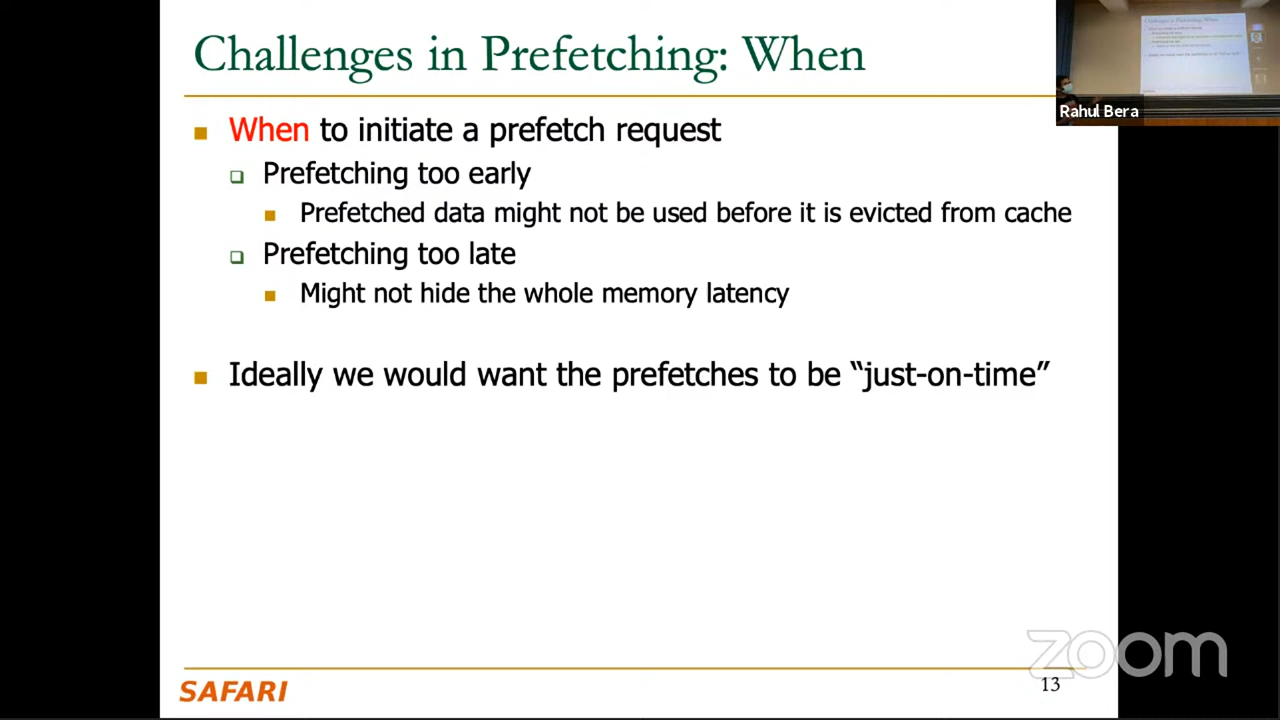 Challenges in Prefetching: When
When to initiate a prefetch request
Prefetching too early
Prefetched data might not be used before it is evicted from cache
Prefetching too late
Might not hide the whole memory latency
Ideally we would want the prefetches to be “just-on-time”
SAFARI
13
Rahul Bera
zoom